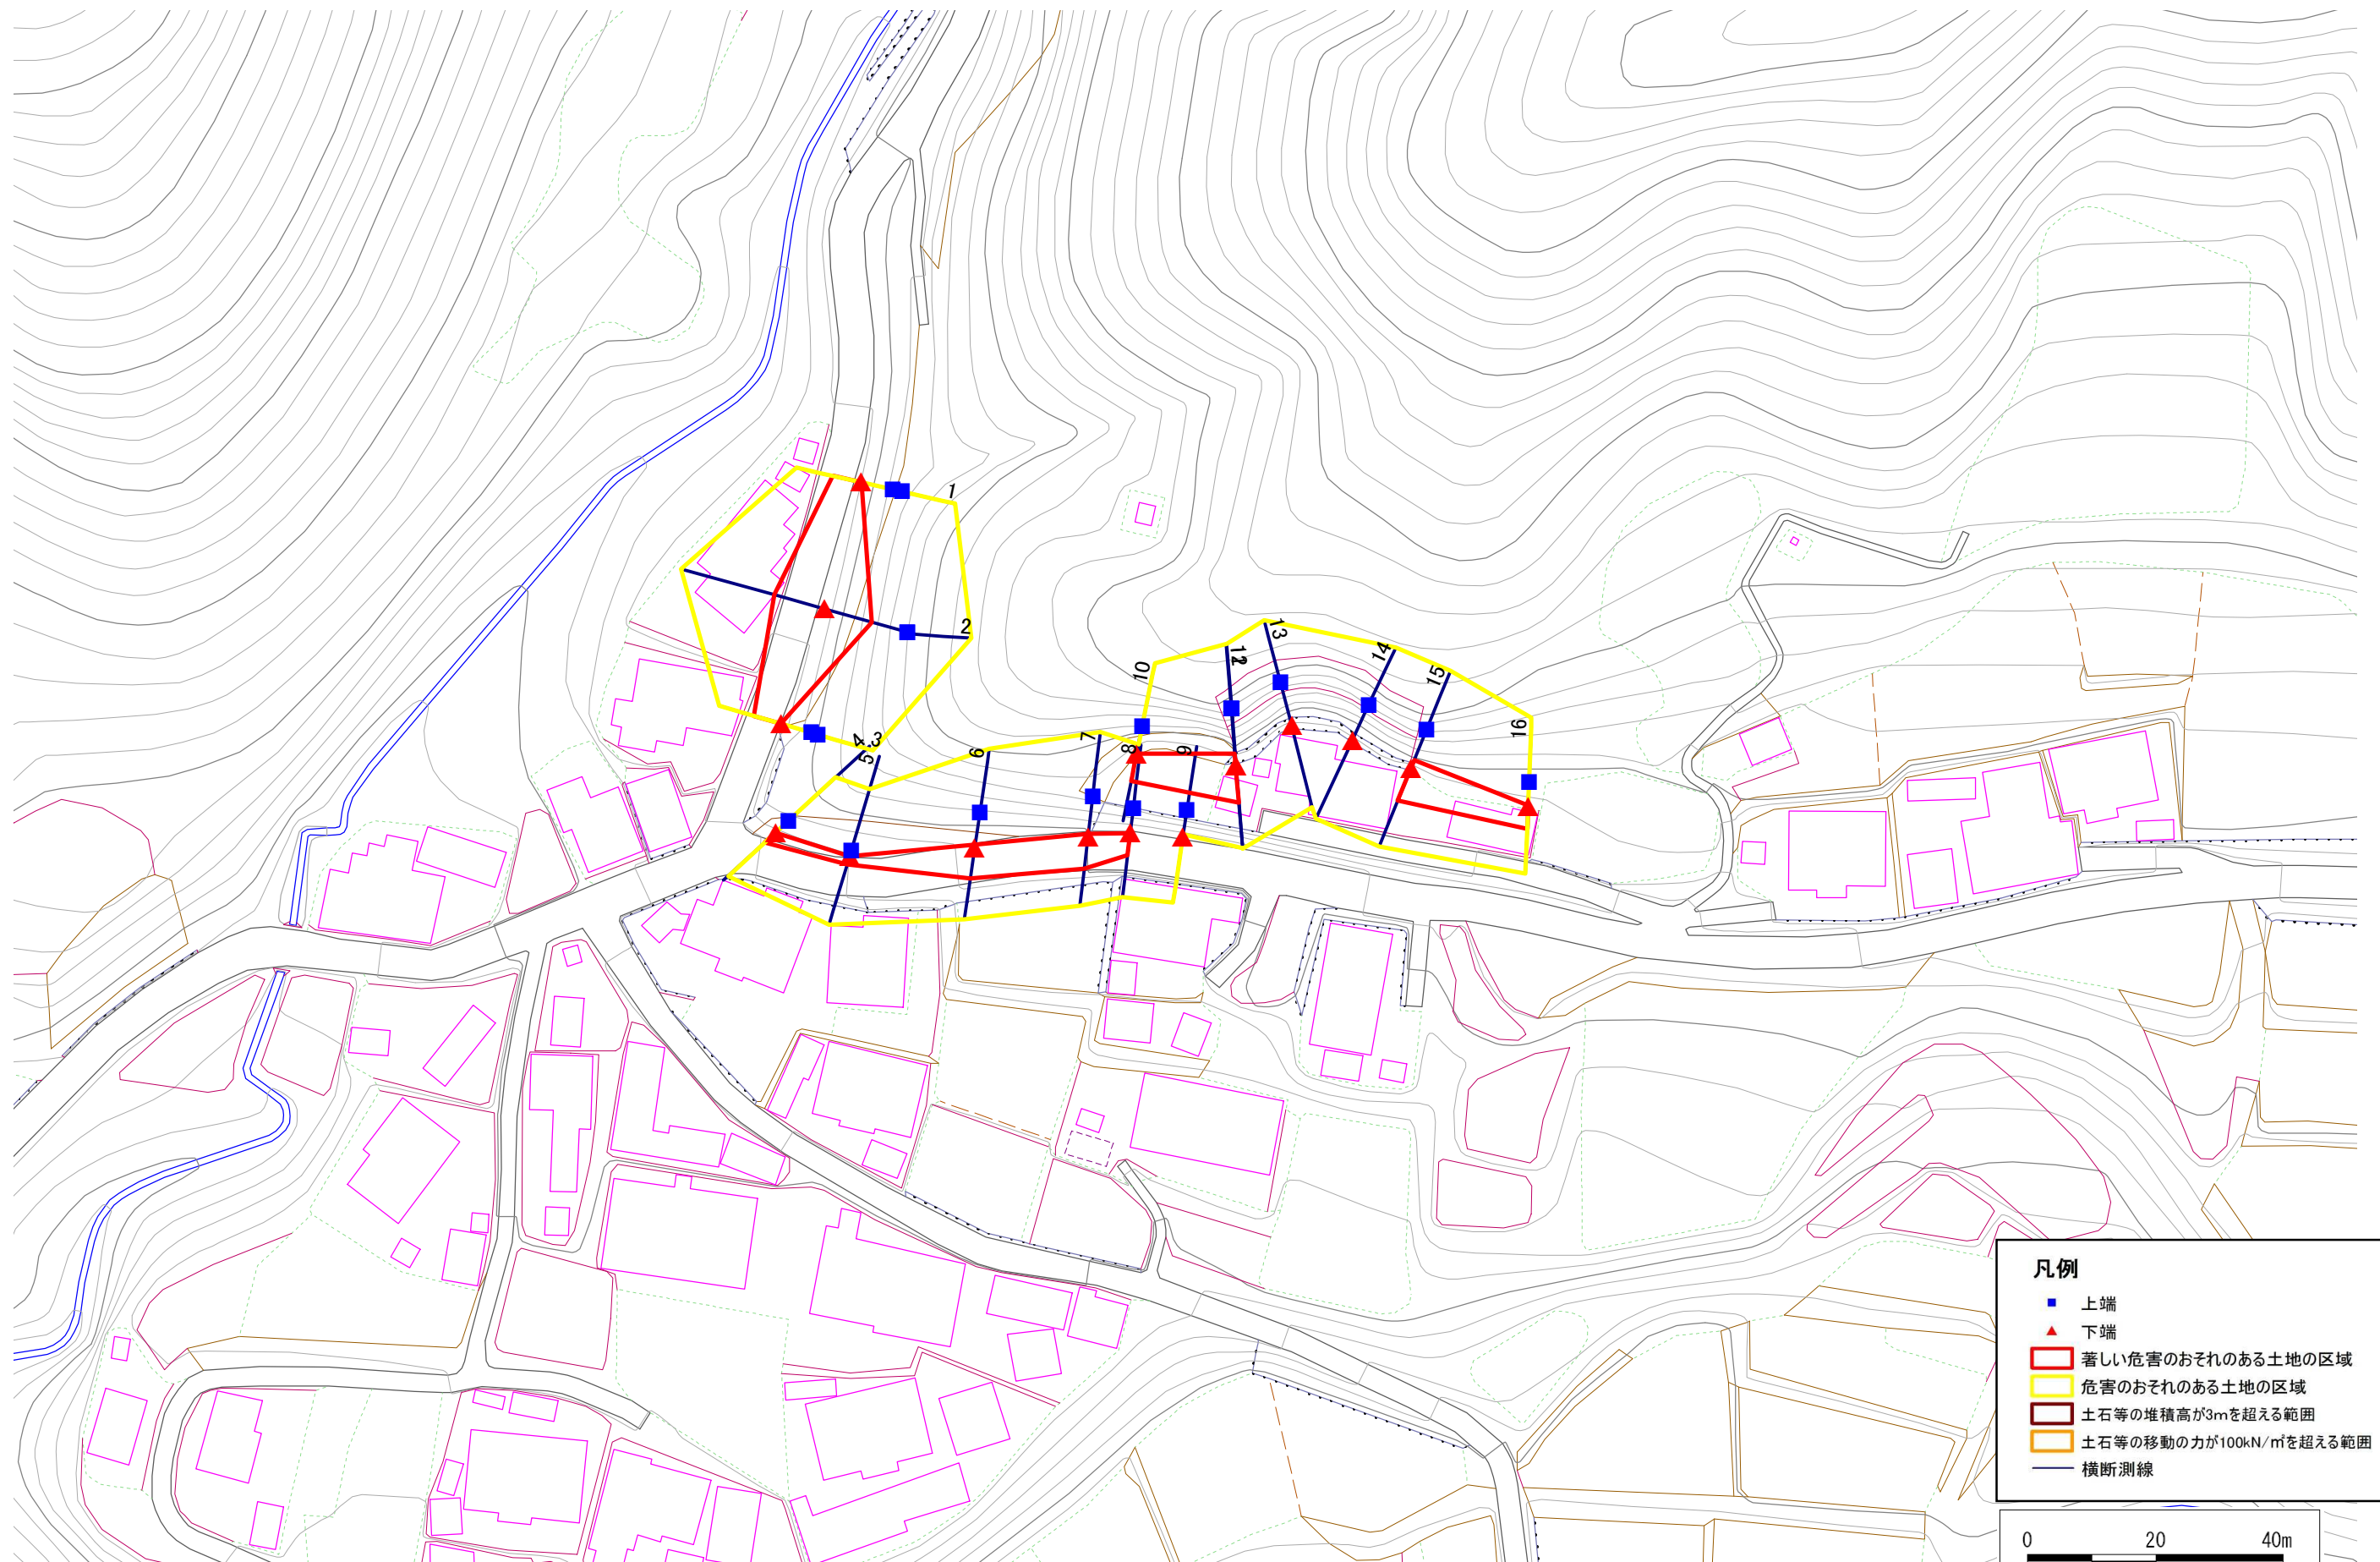 1
2
3
4
5
6
7
8
9
10
12
13
14
15
16
凡例
上端
下端
著しい危害のおそれのある土地の区域
危害のおそれのある土地の区域
土石等の堆積高が3mを超える範囲
土石等の移動の力が100kN/㎡を超える範囲
横断測線
0 20 40m